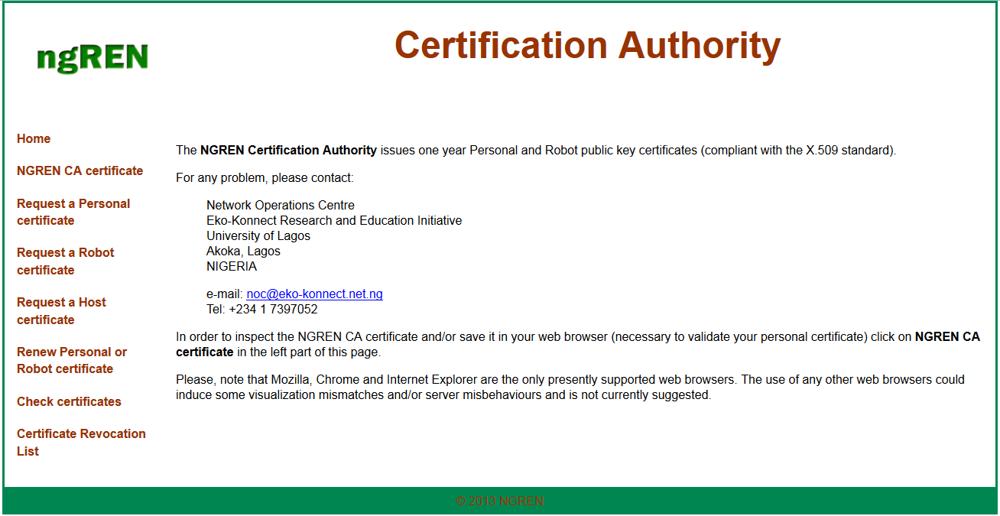 ngREN
Certification Authority
Home
NGREN CA certificate
Request a Personal
certificate
Request a Robot
certificate
Request a Host
certificate
Renew Personal or
Robot certificate
Check certificates
Certificate Revocation
List
The NGREN Certification Authority issues one year Personal and Robot public key certificates (compliant with the X.509 standard).
For any problem, please contact:
Network Operations Centre
Eko-Konnect Research and Education Initiative
University of Lagos
Akoka, Lagos
NIGERIA
e-mail: noc@eko-konnect.net.ng
Tel: +234 1 7397052
In order to inspect the NGREN CA certificate and/or save it in your web browser (necessary to validate your personal certificate) click on NGREN CA
certificate in the left part of this page.
Please, note that Mozilla, Chrome and Internet Explorer are the only presently supported web browsers. The use of any other web browsers could
induce some visualization mismatches and/or server misbehaviours and is not currently suggested.
© 2013 NGREN